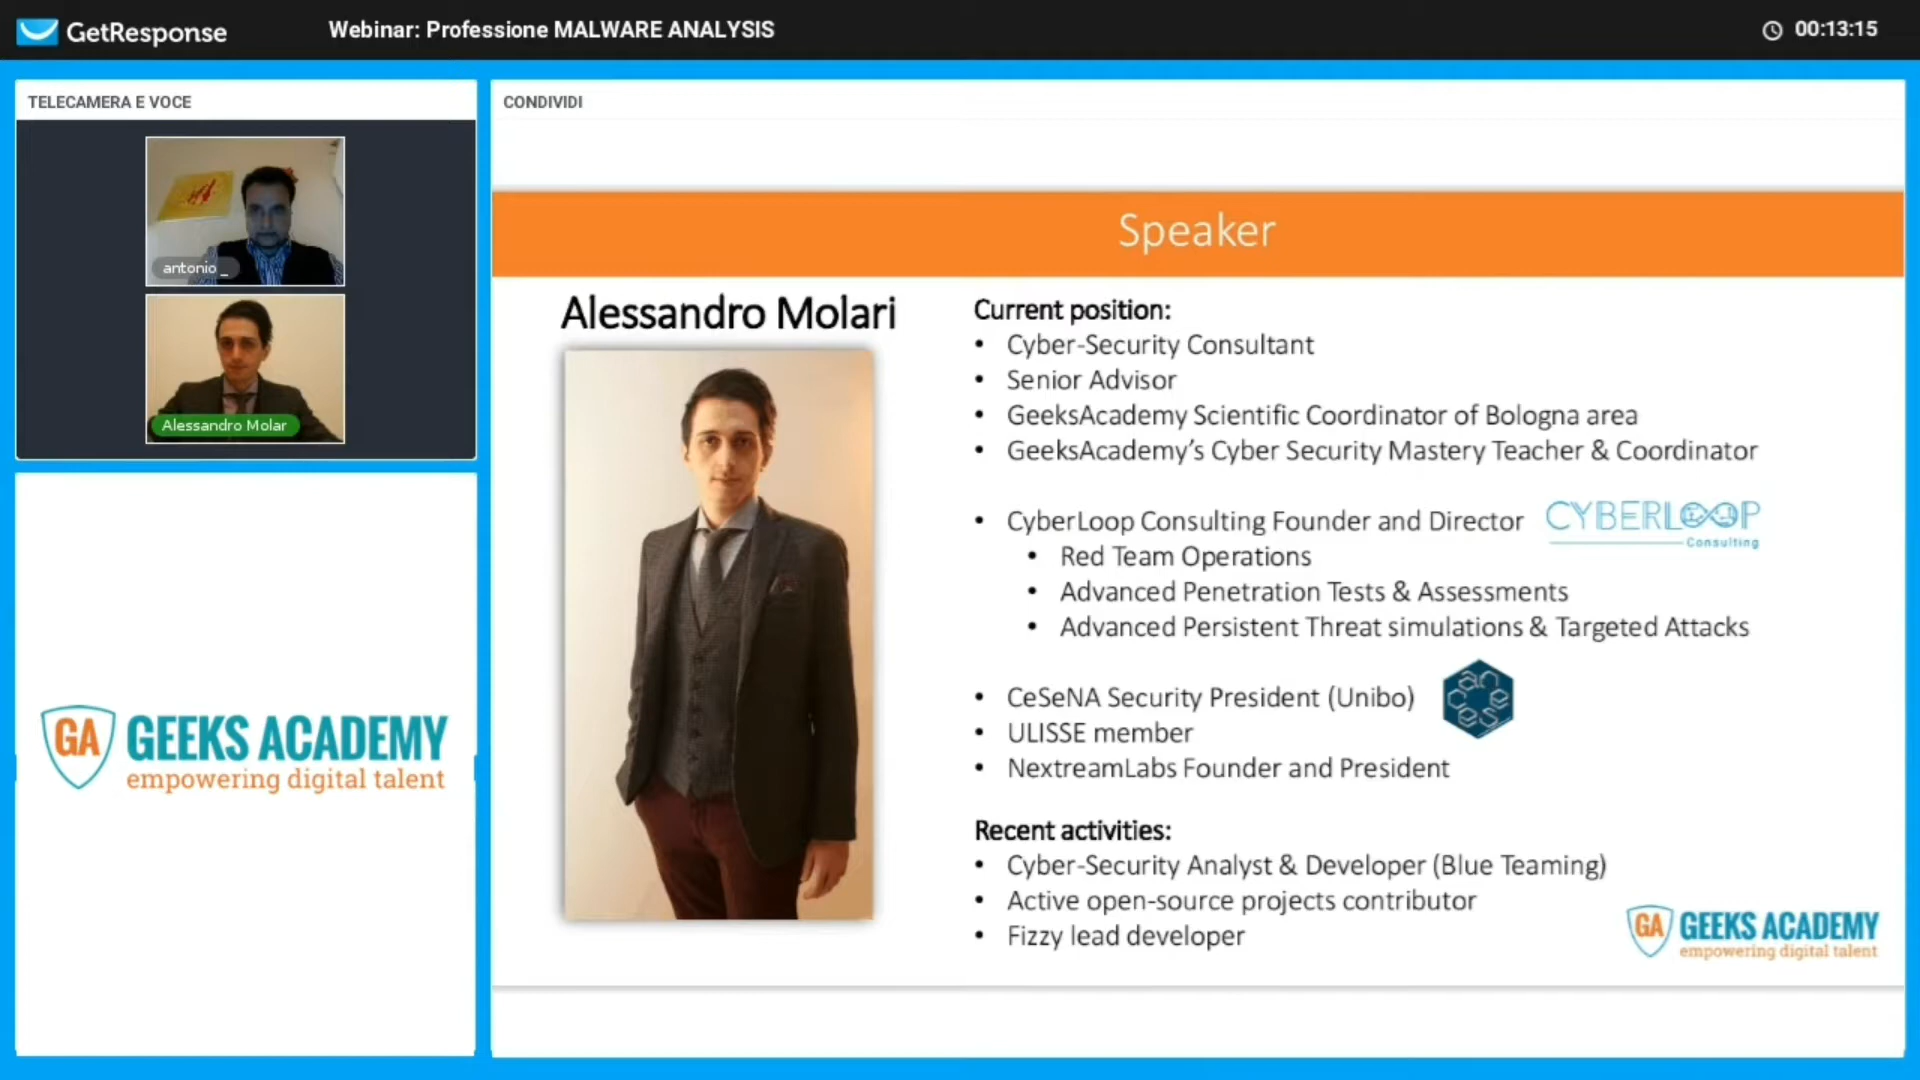 GetResponse
Webinar: Professione MALWARE ANALYSIS
00:13:15
TELECAMERA E VOCE
antonio _
Alessandro Molar
GA GEEKS ACADEMY
empowering digital talent
CONDIVIDI
Speaker
Alessandro Molari
Current position:
• Cyber-Security Consultant
• Senior Advisor
• GeeksAcademy Scientific Coordinator of Bologna area
• GeeksAcademy’s Cyber Security Mastery Teacher & Coordinator
• CyberLoop Consulting Founder and Director
CYBERLOOP
Consulting
• Red Team Operations
• Advanced Penetration Tests & Assessments
• Advanced Persistent Threat simulations & Targeted Attacks
• CeSeNA Security President (Unibo)
• ULISSE member
• NextreamLabs Founder and President
Recent activities:
• Cyber-Security Analyst & Developer (Blue Teaming)
• Active open-source projects contributor
• Fizzy lead developer
GA GEEKS ACADEMY
empowering digital talent